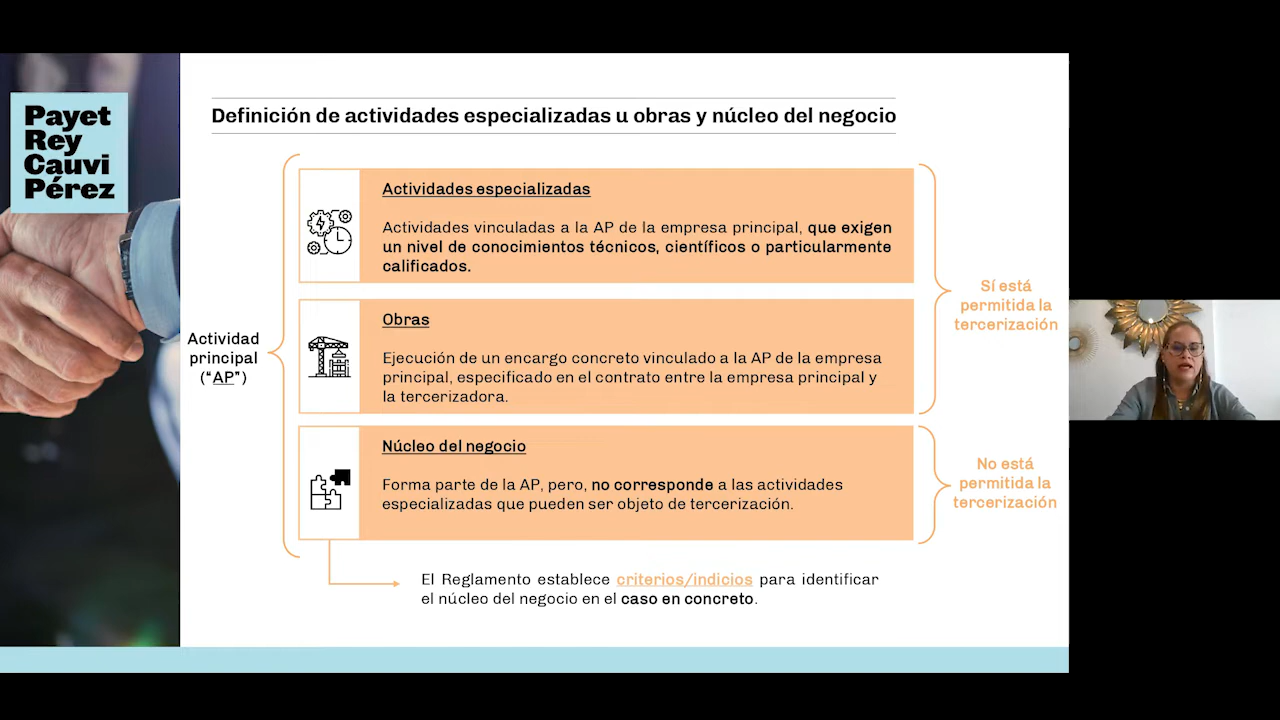 Payet
Rey
Cauvi
Pérez
Definición de actividades especializadas u obras y núcleo del negocio
Actividad
principal
(“AP”)
Actividades especializadas
Actividades vinculadas a la AP de la empresa principal, que exigen
un nivel de conocimientos técnicos, científicos o particularmente
calificados.
Obras
Ejecución de un encargo concreto vinculado a la AP de la empresa
principal, especificado en el contrato entre la empresa principal y
la tercerizadora.
Sí está
permitida la
tercerización
Núcleo del negocio
Forma parte de la AP, pero, no corresponde a las actividades
especializadas que pueden ser objeto de tercerización.
No está
permitida la
tercerización
El Reglamento establece criterios/indicios para identificar
el núcleo del negocio en el caso en concreto.